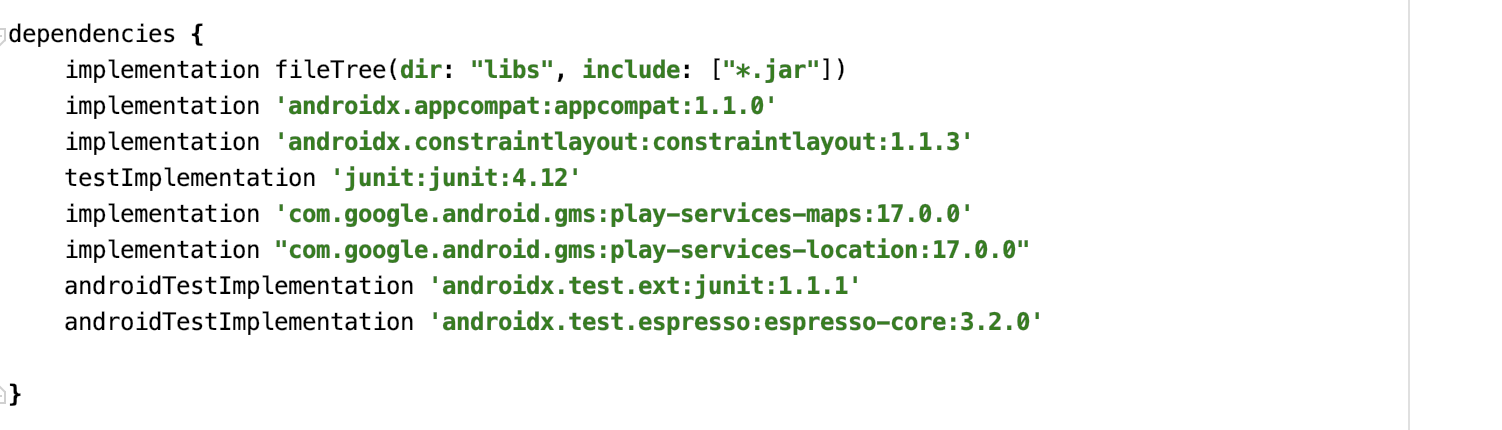 dependencies {
    implementation fileTree(dir: "libs", include: ["*.jar"])
    implementation 'androidx.appcompat:appcompat:1.1.0'
    implementation 'androidx.constraintlayout:constraintlayout:1.1.3'
    testImplementation 'junit:junit:4.12'
    implementation 'com.google.android.gms:play-services-maps:17.0.0'
    implementation "com.google.android.gms:play-services-location:17.0.0"
    androidTestImplementation 'androidx.test.ext:junit:1.1.1'
    androidTestImplementation 'androidx.test.espresso:espresso-core:3.2.0'
}